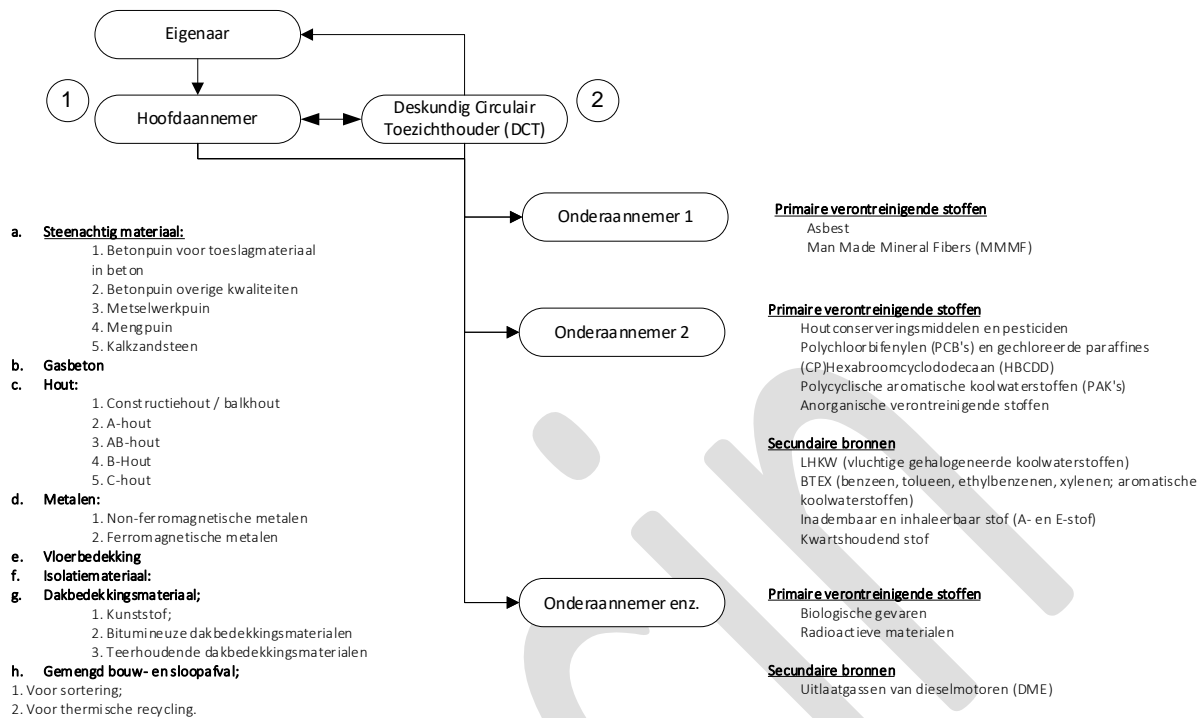 Eigenaar
1
Hoofdaannemer
Deskundig Circulair
Toezichthouder (DCT)
2
Onderaannemer 1
Primaire verontreinigende stoffen
Asbest
Man Made Mineral Fibers (MMMF)
a. Steenachtig materiaal:
1. Betonpuin voor toeslagmateriaal
in beton
2. Betonpuin overige kwaliteiten
3. Metselwerkpuin
4. Mengpuin
5. Kalkzandsteen
b. Gasbeton
c. Hout:
1. Constructiehout / balkhout
2. A-hout
3. AB-hout
4. B-Hout
5. C-hout
d. Metalen:
1. Non-ferromagnetische metalen
2. Ferromagnetische metalen
e. Vloerbedekking
f. Isolatiemateriaal:
g. Dakbedekkingsmateriaal;
1. Kunststof;
2. Bitumineuze dakbedekkingsmaterialen
3. Teerhoudende dakbedekkingsmaterialen
h. Gemengd bouw- en sloopafval;
1. Voor sortering;
2. Voor thermische recycling.
Onderaannemer 2
Primaire verontreinigende stoffen
Houtconserveringsmiddelen en pesticiden
Polychloorbifenylen (PCB's) en gechloreerde paraffines
(CP)Hexabroomcyclododecaan (HBCDD)
Polycyclische aromatische koolwaterstoffen (PAK's)
Anorganische verontreinigende stoffen
Secundaire bronnen
LHKW (vluchtige gehalogeneerde koolwaterstoffen)
BTEX (benzeen, tolueen, ethylbenzenen, xylenen; aromatische
koolwaterstoffen)
Inadembaar en inhaleerbaar stof (A- en E-stof)
Kwartshoudend stof
Onderaannemer enz.
Primaire verontreinigende stoffen
Biologische gevaren
Radioactieve materialen
Secundaire bronnen
Uitlaatgassen van dieselmotoren (DME)